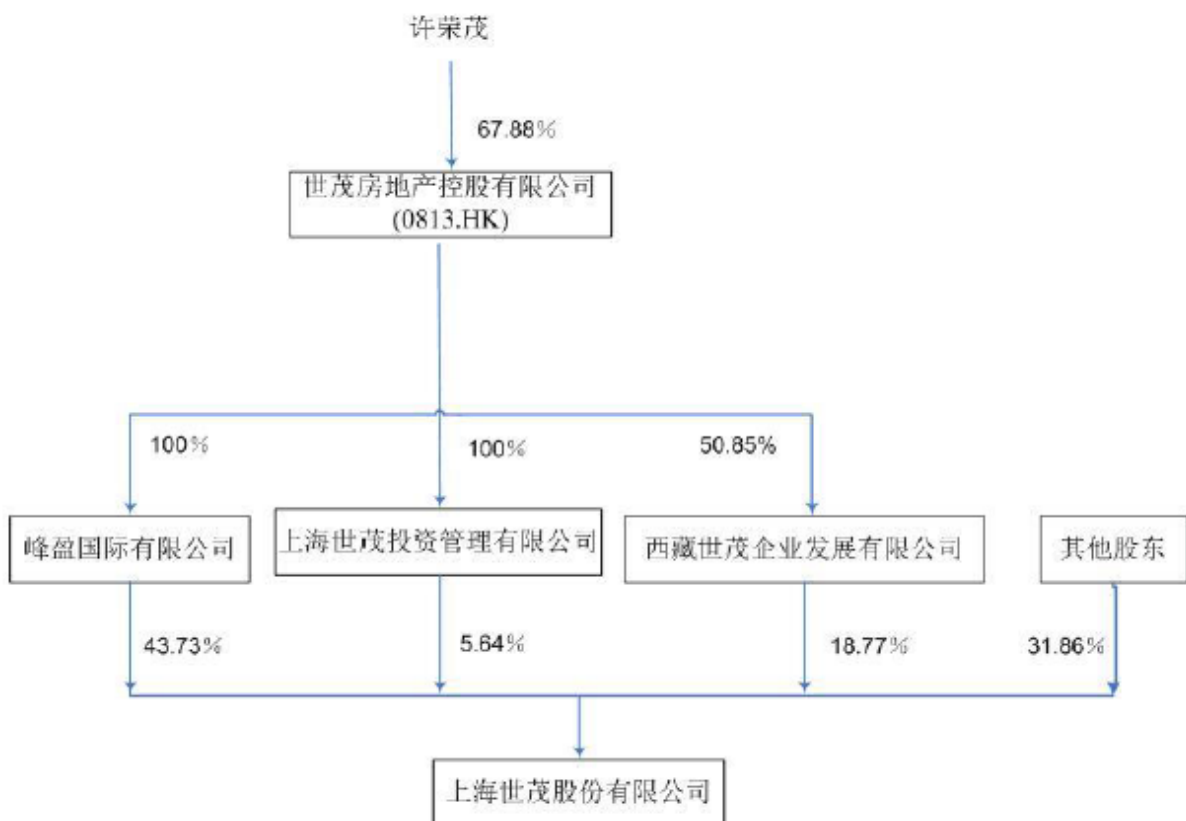 许荣茂
67.88%
世茂房地产控股有限公司
(0813.HK)
100%
100%
50.85%
峰盈国际有限公司
上海世茂投资管理有限公司
西藏世茂企业发展有限公司
其他股东
43.73%
5.64%
18.77%
31.86%
上海世茂股份有限公司